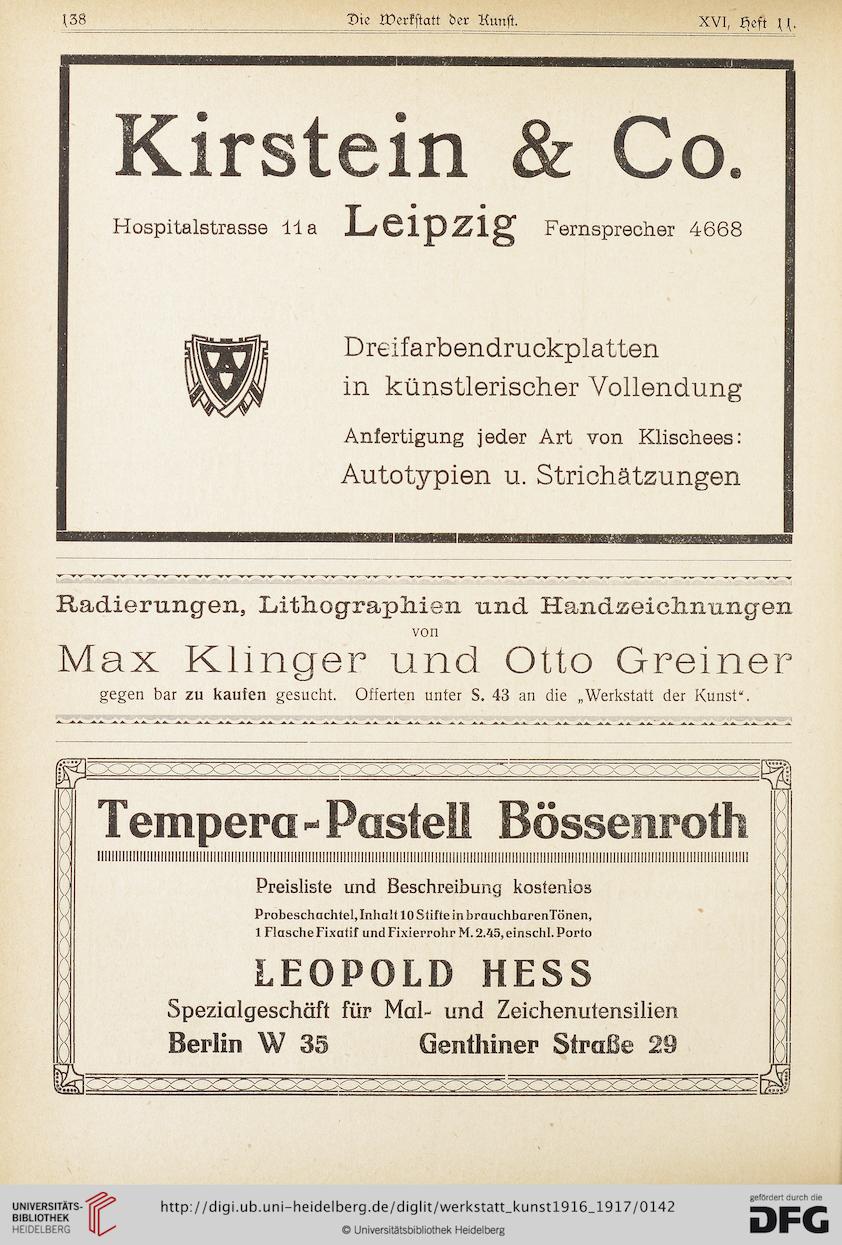 138 Die Werkstatt der Kunst. XVI, Heft 11.
Kirstein & Co.
Hospitalstrasse 11a Leipzig Fernsprecher 4668
A
Dreifarbendruckplatten
in künstlerischer Vollendung
Anfertigung jeder Art von Klischees:
Autotypien u. Strichätzungen
Radierungen, Lithographien und Handzeichnungen
von
Max Klinger und Otto Greiner
gegen bar zu kaufen gesucht. Offerten unter S. 43 an die „Werkstatt der Kunst“.
Tempera-Pastell Bössenroth
Preisliste und Beschreibung kostenlos
Probeschachtel, Inhalt 10 Stifte in brauchbaren Tönen,
1 Flasche Fixatif und Fixierrohr M. 2.45, einschl. Porto
LEOPOLD HESS
Spezialgeschäft für Mal- und Zeichenutensilien
Berlin W 35 Genthiner Straße 29
UNIVERSITÄTS-
BIBLIOTHEK
HEIDELBERG
http://digi.ub.uni-heidelberg.de/diglit/werkstatt_kunst1916_1917/0142
© Universitätsbibliothek Heidelberg
gefördert durch die
DFG